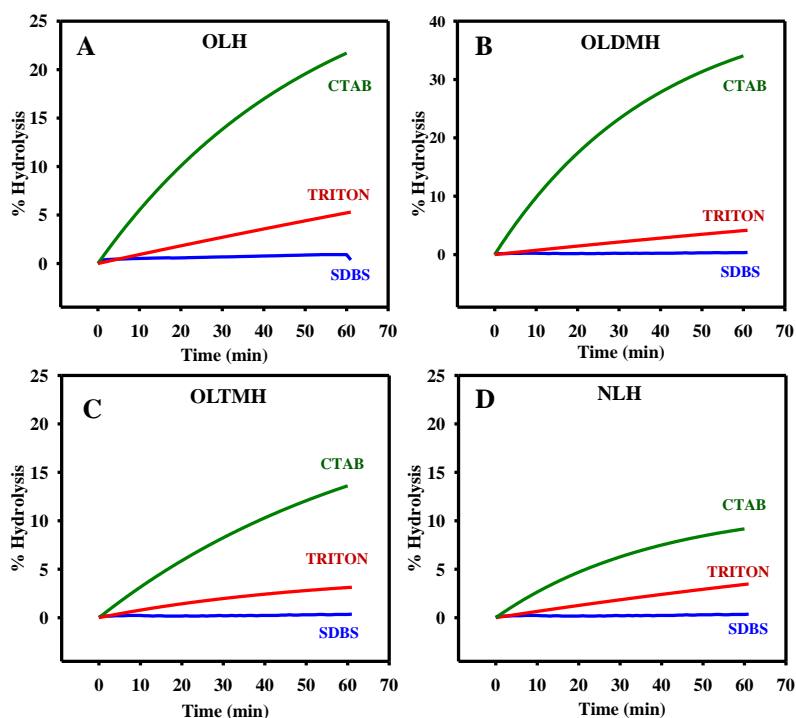 A
OLH
25
20
15
10
5
0
% Hydrolysis
CTAB
TRITON
SDBS
0 10 20 30 40 50 60 70
Time (min)
B
OLDMH
40
30
20
10
0
% Hydrolysis
CTAB
TRITON
SDBS
0 10 20 30 40 50 60 70
Time (min)
C
OLTMH
25
20
15
10
5
0
% Hydrolysis
CTAB
TRITON
SDBS
0 10 20 30 40 50 60 70
Time (min)
D
NLH
25
20
15
10
5
0
% Hydrolysis
CTAB
TRITON
SDBS
0 10 20 30 40 50 60 70
Time (min)